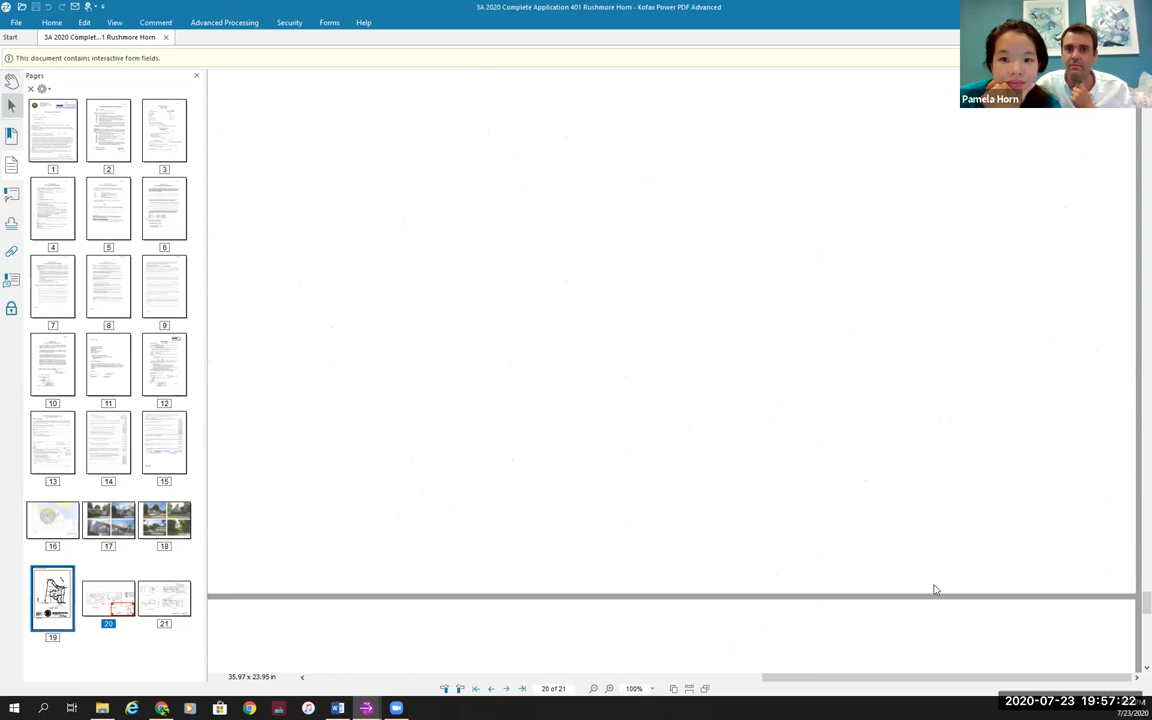 3A 2020 Complete Application 401 Rushmore Horn - Kofax Power PDF Advanced
File Home Edit View Comment Advanced Processing Security Forms Help
Start 3A 2020 Complet...1 Rushmore Horn
This document contains interactive form fields.
Pages
1 2 3
4 5 6
7 8 9
10 11 12
13 14 15
16 17 18
19 20 21
Pamela Horn
35.97 x 23.95 in
20 of 21
100%
2020-07-23 19:57:22
7/23/2020